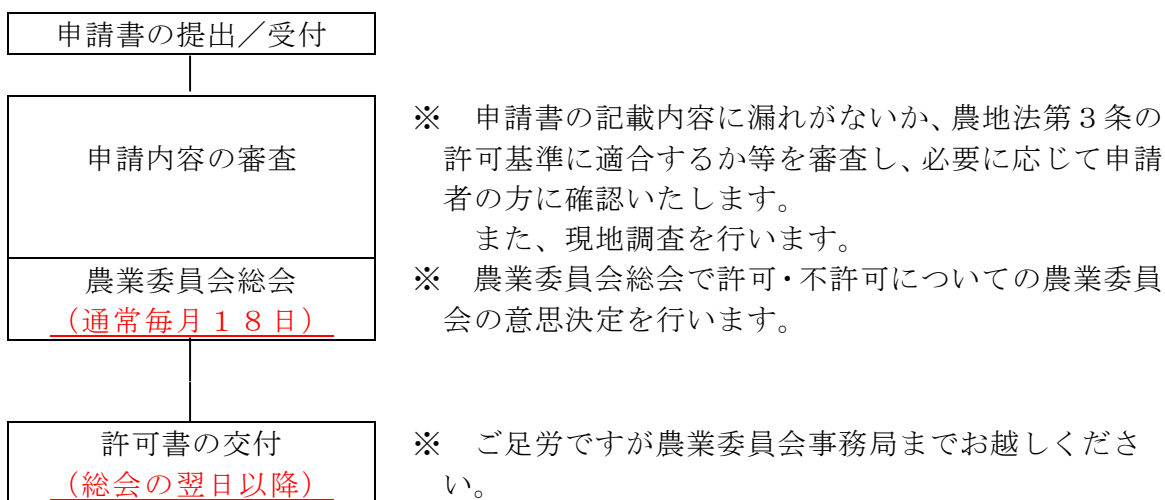 申請書の提出／受付
申請内容の審査
※　申請書の記載内容に漏れがないか、農地法第３条の
許可基準に適合するか等を審査し、必要に応じて申請
者の方に確認いたします。
また、現地調査を行います。
農業委員会総会
（通常毎月１８日）
※　農業委員会総会で許可・不許可についての農業委員
会の意思決定を行います。
許可書の交付
（総会の翌日以降）
※　ご足労ですが農業委員会事務局までお越しくださ
い。